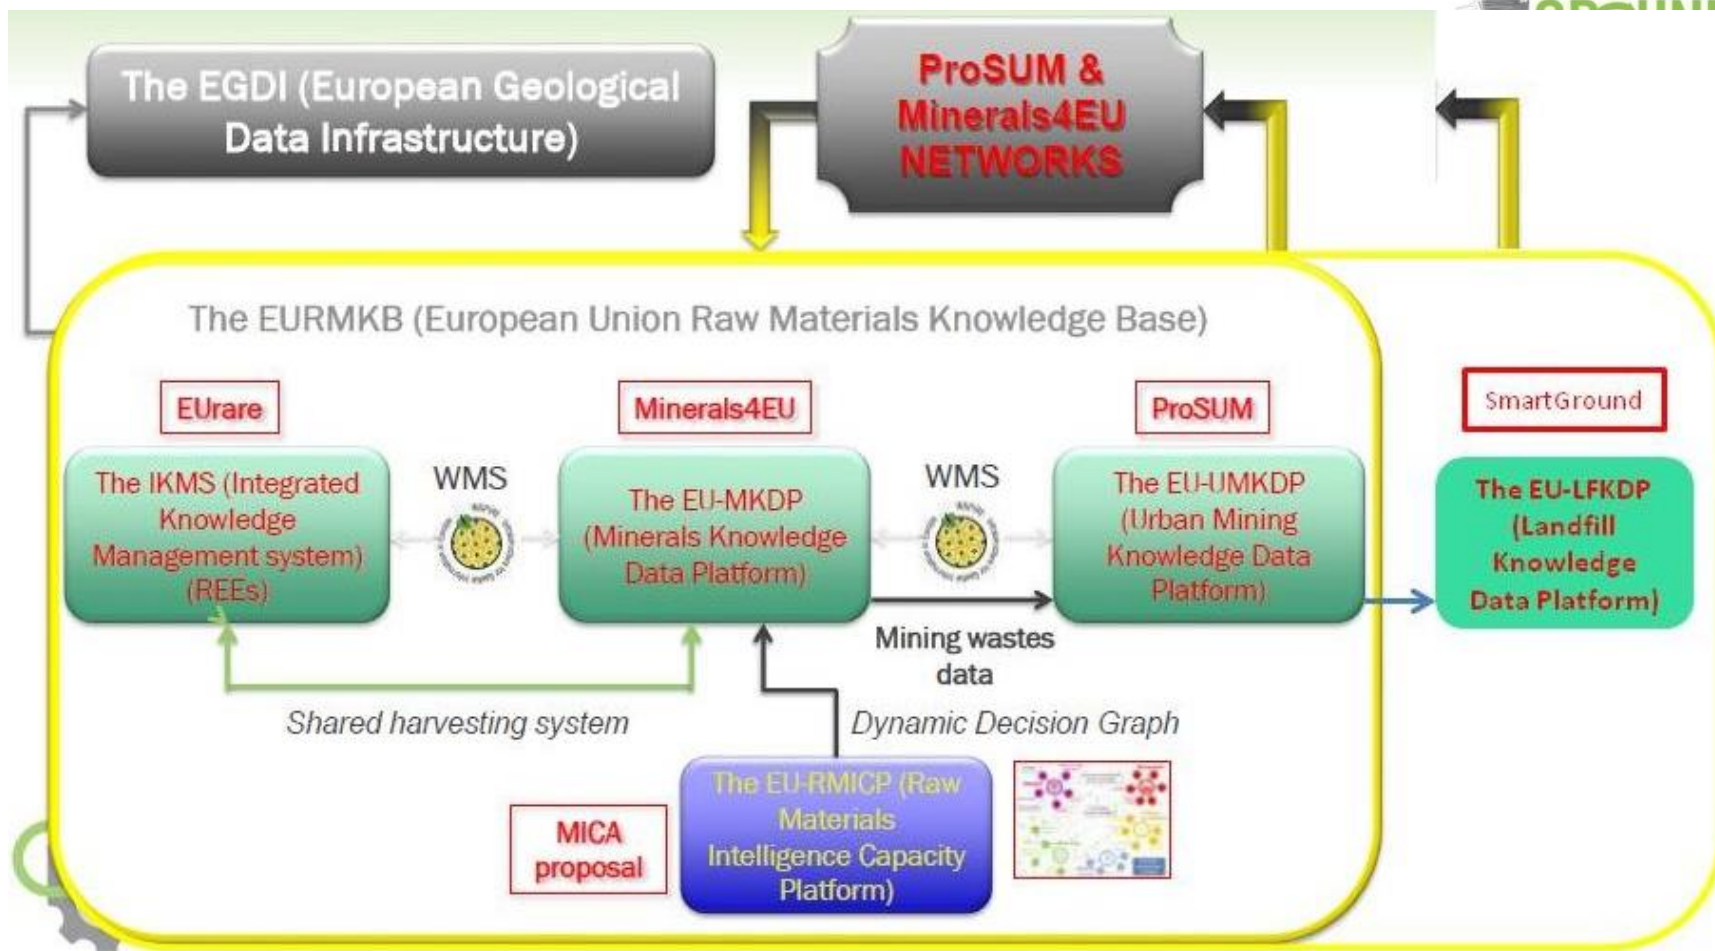 The EGDI (European Geological
Data Infrastructure)
ProSUM &
Minerals4EU
NETWORKS
The EURMKB (European Union Raw Materials Knowledge Base)
EUrare
Minerals4EU
ProSUM
SmartGround
The IKMS (Integrated
Knowledge
Management system)
(REEs)
WMS
The EU-MKDP
(Minerals Knowledge
Data Platform)
WMS
The EU-UMKDP
(Urban Mining
Knowledge Data
Platform)
The EU-LFKDP
(Landfill
Knowledge
Data Platform)
Mining wastes
data
Shared harvesting system
Dynamic Decision Graph
MICA
proposal
The EU-RMICP (Raw
Materials
Intelligence Capacity
Platform)